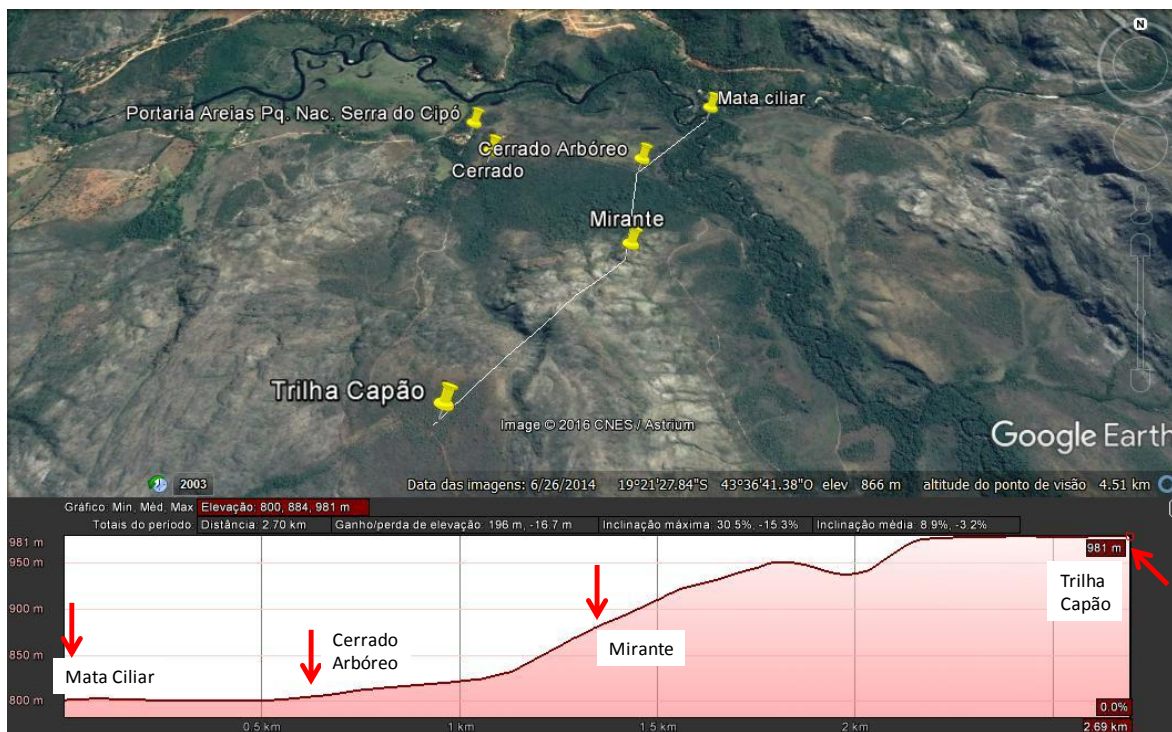 N
Mata ciliar
Portaria Areias Pq. Nac. Serra do Cipó
Cerrado Arbóreo
Cerrado
Mirante
Trilha Capão
Image © 2016 CNES / Astrium
Google Earth
2003
Data das imagens: 6/26/2014 19°21'27.84"S 43°36'41.38"O elev 866 m altitude do ponto de visão 4.51 km
Gráfico: Min, Méd, Max Elevação: 800, 884, 981 m
Totais do período: Distância: 2.70 km Ganho/perda de elevação: 196 m, -16.7 m Inclinação máxima: 30.5%, -15.3% Inclinação média: 8.9%, -3.2%
981 m
950 m
900 m
850 m
800 m
981 m
Trilha
Capão
Cerrado
Arbóreo
Mirante
Mata Ciliar
0.0%
0.5 km
1 km
1.5 km
2 km
2.69 km